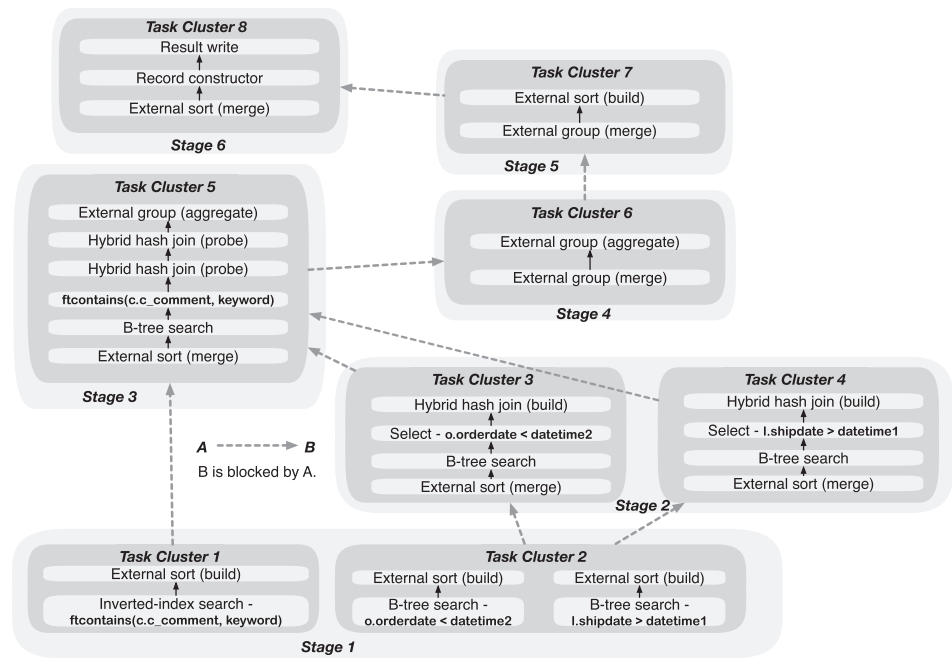 Task Cluster 8
Result write
Record constructor
External sort (merge)
Stage 6
Task Cluster 7
External sort (build)
External group (merge)
Stage 5
Task Cluster 5
External group (aggregate)
Hybrid hash join (probe)
Hybrid hash join (probe)
ftcontains(c.c_comment, keyword)
B-tree search
External sort (merge)
Stage 3
Task Cluster 6
External group (aggregate)
External group (merge)
Stage 4
Task Cluster 3
Hybrid hash join (build)
Select - o.orderdate < datetime2
B-tree search
External sort (merge)
Task Cluster 4
Hybrid hash join (build)
Select - l.shipdate > datetime1
B-tree search
External sort (merge)
Stage 2
A B
B is blocked by A.
Task Cluster 1
External sort (build)
Inverted-index search -
ftcontains(c.c_comment, keyword)
Task Cluster 2
External sort (build)
B-tree search -
o.orderdate < datetime2
External sort (build)
B-tree search -
l.shipdate > datetime1
Stage 1